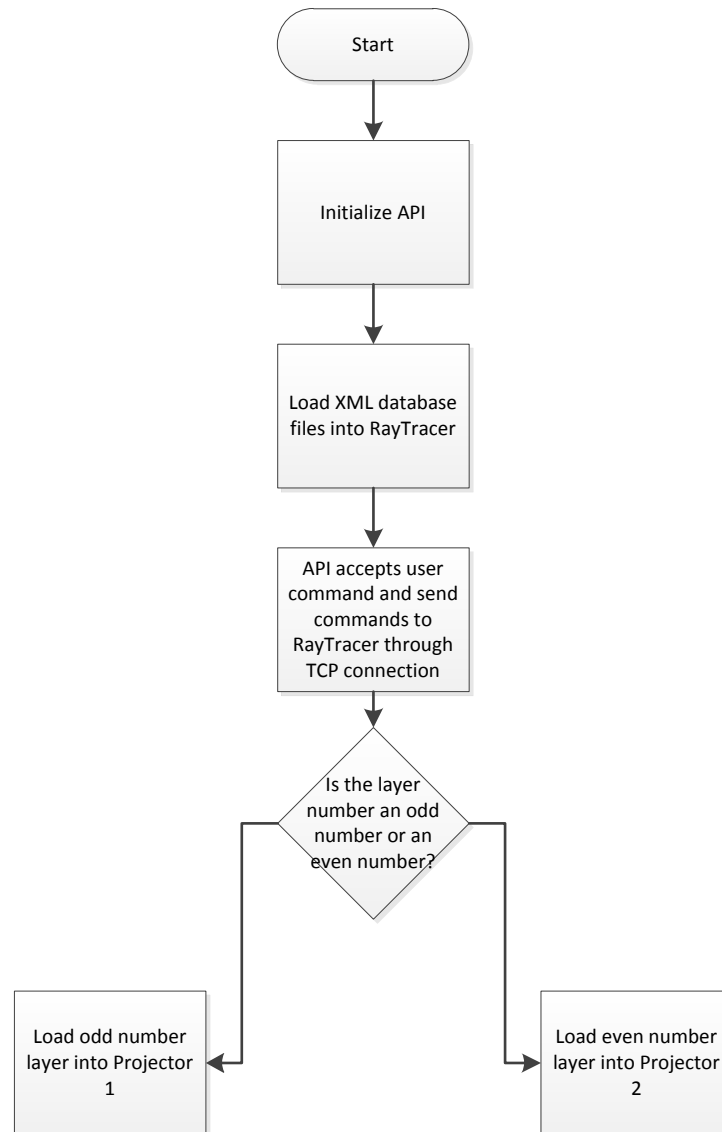 Start
Initialize API
Load XML database
files into RayTracer
API accepts user
command and send
commands to
RayTracer through
TCP connection
Is the layer
number an odd
number or an
even number?
Load odd number
layer into Projector
1
Load even number
layer into Projector
2